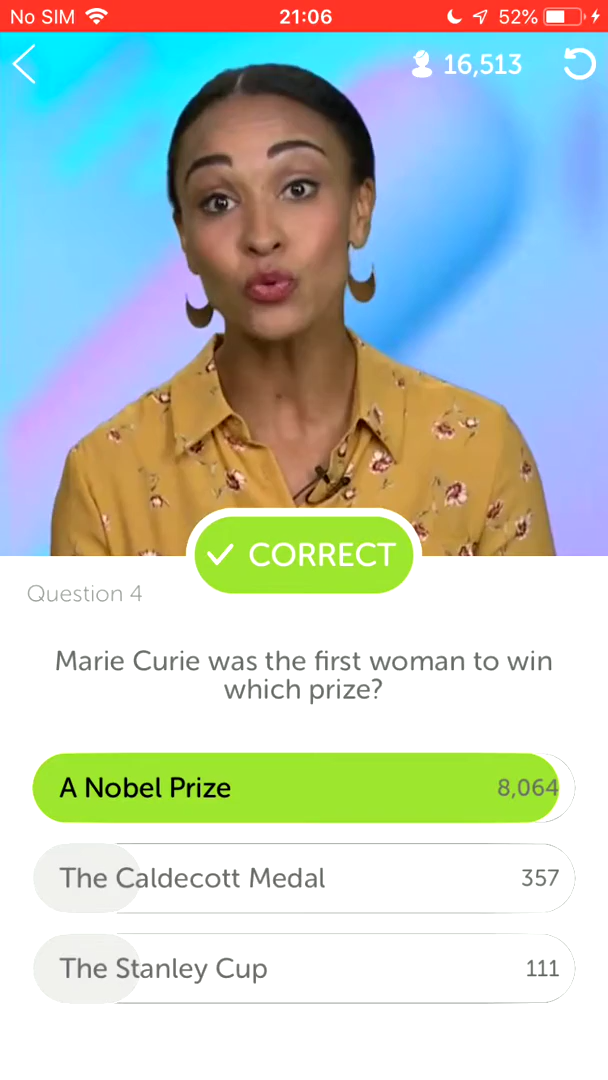 No SIM 21:06 52%
16,513
CORRECT
Question 4
Marie Curie was the first woman to win
which prize?
A Nobel Prize 8,064
The Caldecott Medal 357
The Stanley Cup 111